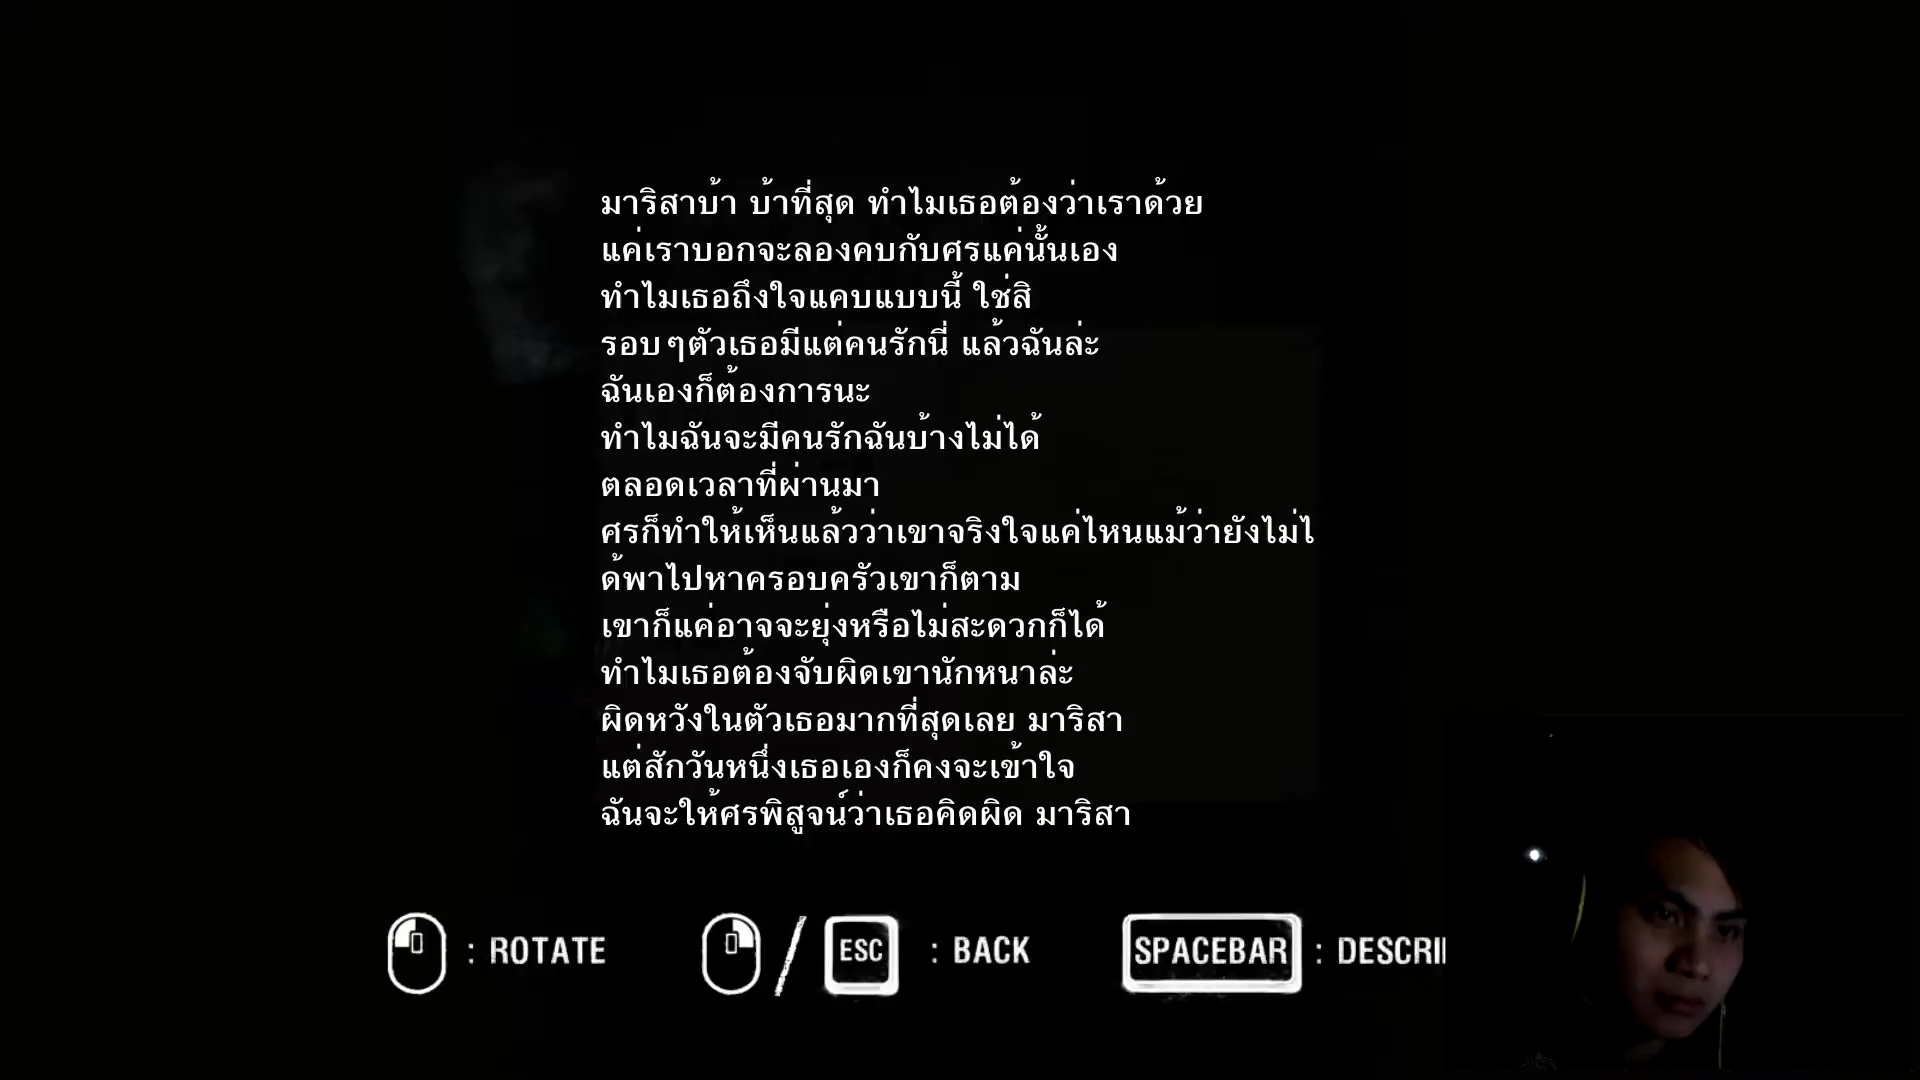 มาริสาบ้า บ้าที่สุด ทำไมเธอต้องว่าเราด้วย
แค่เราบอกจะลองคบกับศรแค่นั้นเอง
ทำไมเธอถึงใจแคบแบบนี้ ใช่สิ
รอบๆตัวเธอมีแต่คนรักนี่ แล้วฉันล่ะ
ฉันเองก็ต้องการนะ
ทำไมฉันจะมีคนรักฉันบ้างไม่ได้
ตลอดเวลาที่ผ่านมา
ศรก็ทำให้เห็นแล้วว่าเขาจริงใจแค่ไหนแม้ว่ายังไม่ไ
ด้พาไปหาครอบครัวเขาก็ตาม
เขาก็แค่อาจจะยุ่งหรือไม่สะดวกก็ได้
ทำไมเธอต้องจับผิดเขานักหนาล่ะ
ผิดหวังในตัวเธอมากที่สุดเลย มาริสา
แต่สักวันหนึ่งเธอเองก็คงจะเข้าใจ
ฉันจะให้ศรพิสูจน์ว่าเธอคิดผิด มาริสา
: ROTATE / ESC : BACK SPACEBAR : DESCRI